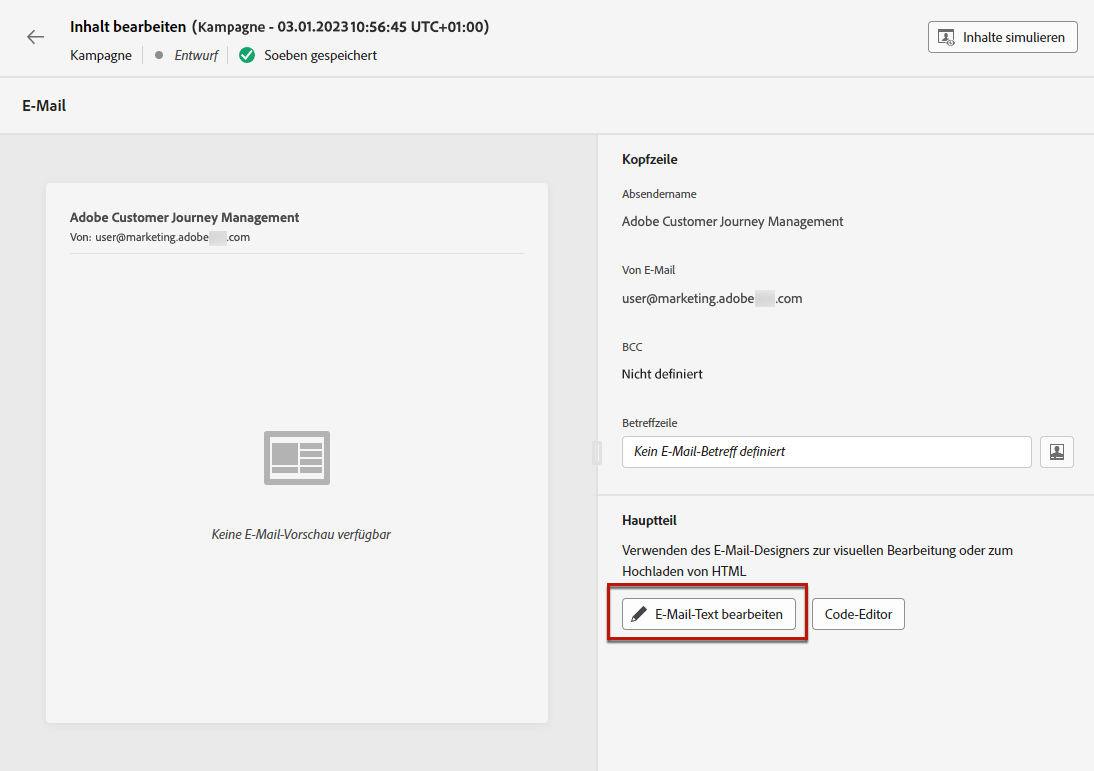 Inhalt bearbeiten (Kampagne - 03.01.2023 10:56:45 UTC+01:00)
Kampagne Entwurf Soeben gespeichert
Inhalte simulieren
E-Mail
Adobe Customer Journey Management
Von: user@marketing.adobe .com
Keine E-Mail-Vorschau verfügbar
Kopfzeile
Absendername
Adobe Customer Journey Management
Von E-Mail
user@marketing.adobe .com
BCC
Nicht definiert
Betreffzeile
Kein E-Mail-Betreff definiert
Hauptteil
Verwenden des E-Mail-Designers zur visuellen Bearbeitung oder zum
Hochladen von HTML
E-Mail-Text bearbeiten
Code-Editor